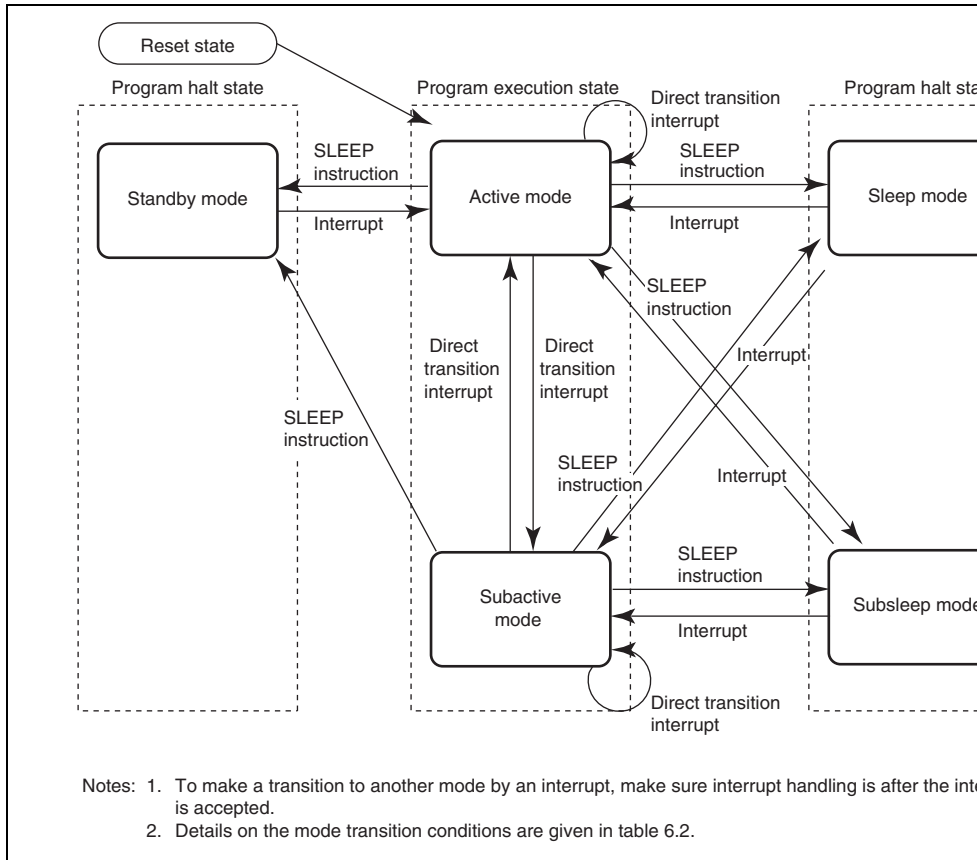 Reset state
Program halt state
Program execution state
Program halt sta
Direct transition
interrupt
SLEEP
instruction
SLEEP
instruction
Standby mode
Active mode
Sleep mode
Interrupt
Interrupt
SLEEP
instruction
Direct
transition
interrupt
Direct
transition
interrupt
Interrupt
SLEEP
instruction
SLEEP
instruction
Interrupt
SLEEP
instruction
Subactive
mode
Subsleep mode
Interrupt
Direct transition
interrupt
Notes: 1. To make a transition to another mode by an interrupt, make sure interrupt handling is after the inte
is accepted.
2. Details on the mode transition conditions are given in table 6.2.